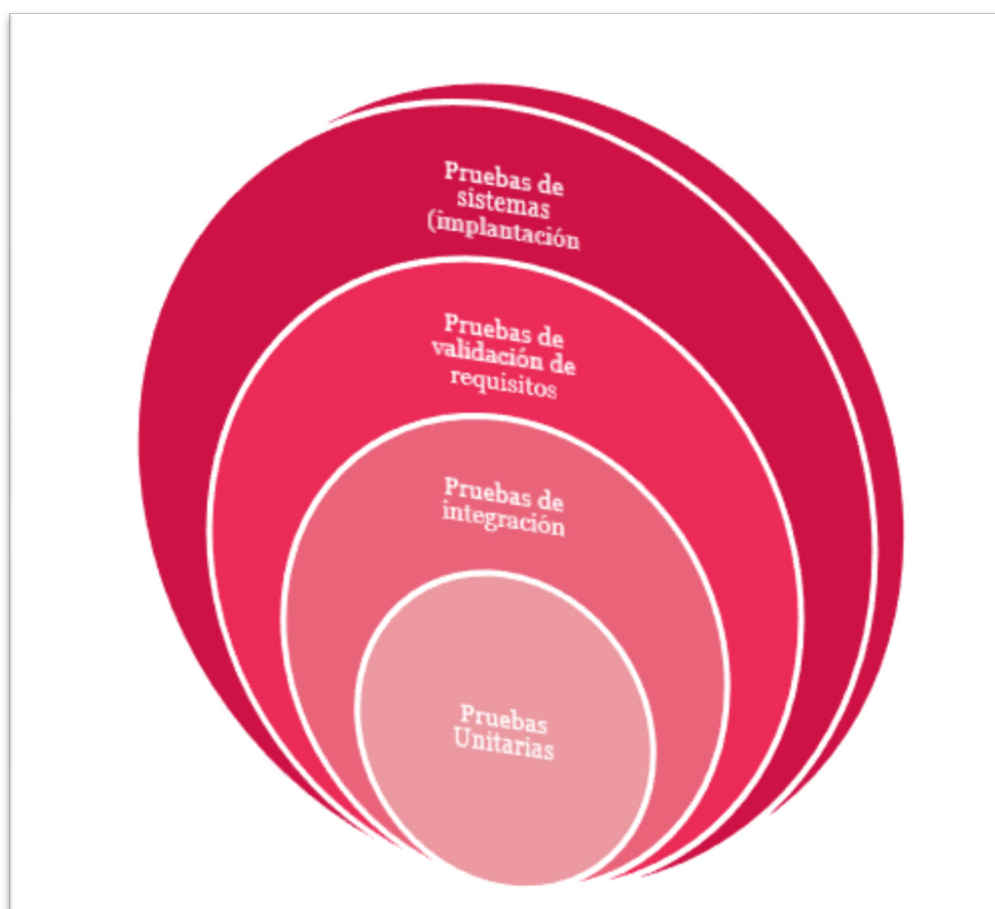 Pruebas de
sistemas
(implantación
Pruebas de
validación de
requisitos
Pruebas de
integración
Pruebas
Unitarias